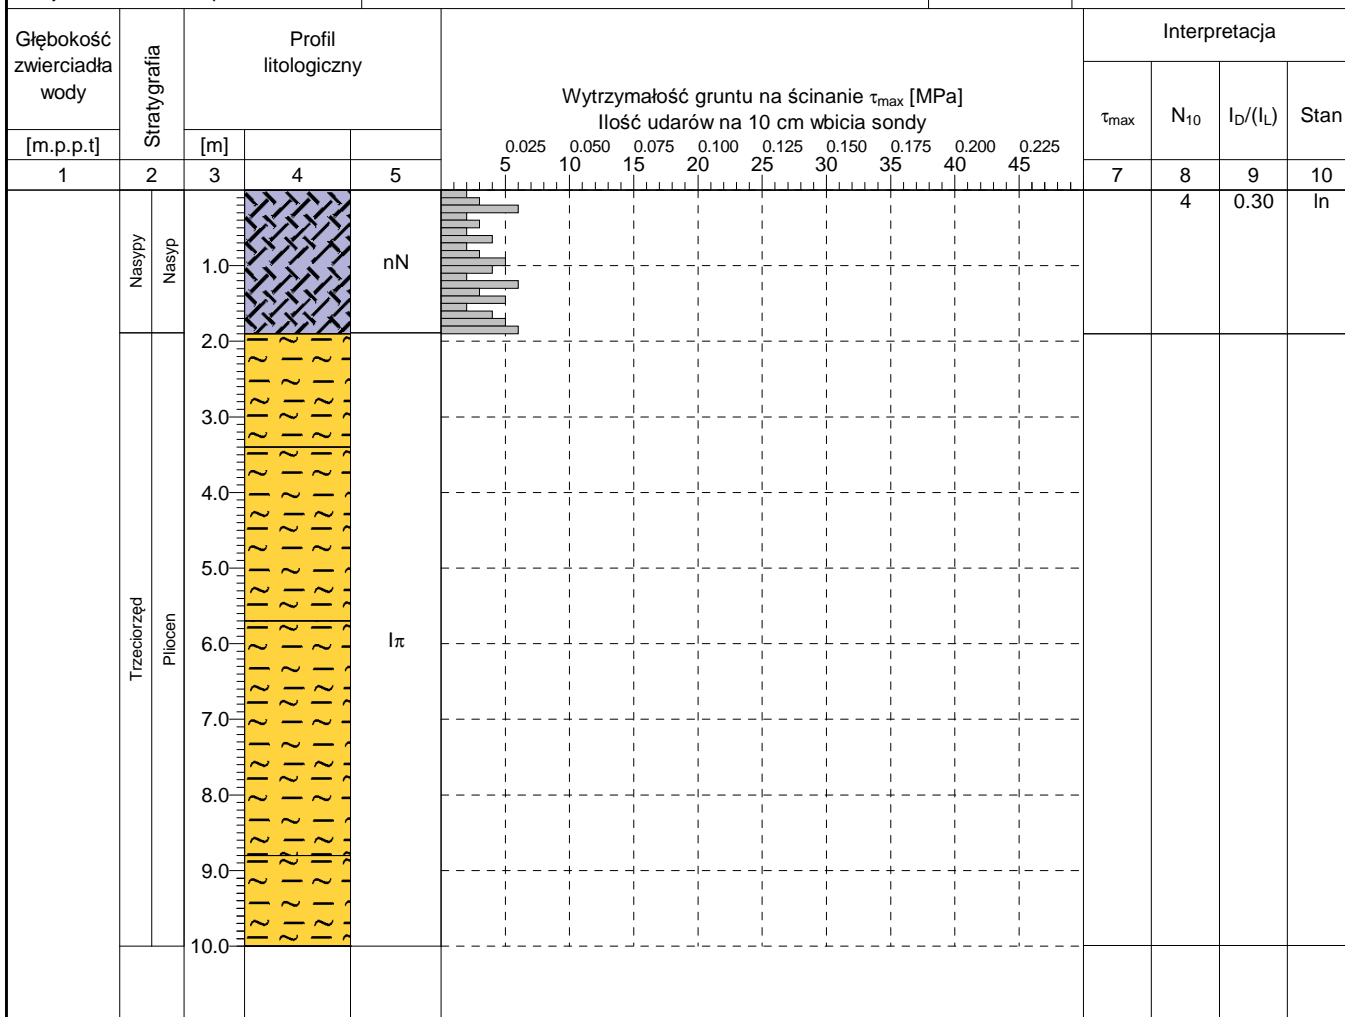 Głębokość
zwierciadła
wody
[m.p.p.t]
1
Stratygrafia
2
Profil
litologiczny
[m]
3
4
5
Wytrzymałość gruntu na ścinanie τmax [MPa]
Ilość udarów na 10 cm wbicia sondy
0.025 0.050 0.075 0.100 0.125 0.150 0.175 0.200 0.225
5 10 15 20 25 30 35 40 45
Interpretacja
τmax
N10
ID/(IL)
Stan
7
8
9
10
Nasypy
Nasyp
nN
4
0.30
ln
1.0
2.0
3.0
4.0
5.0
6.0
7.0
8.0
9.0
10.0
Trzeciorzęd
Pliocen
Iπ